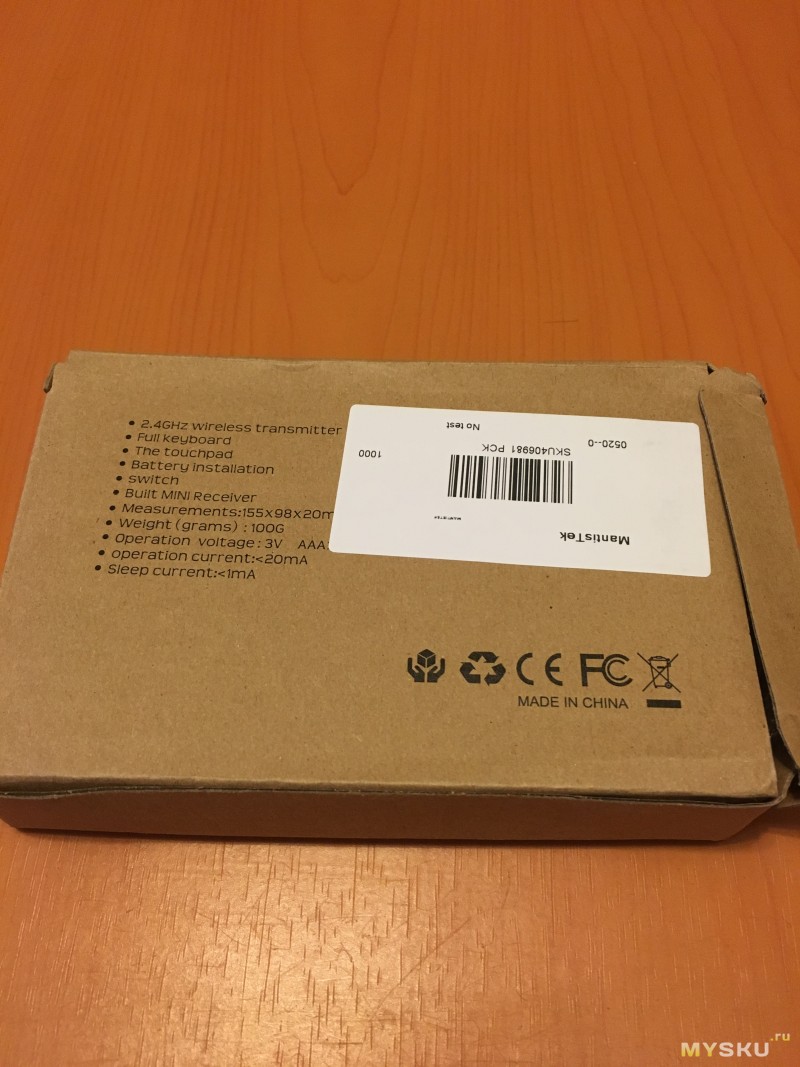 • 2.4GHz wireless transmitter
• Full keyboard
• The touchpad
• Battery installation
• switch
• Built MINI Receiver
• Measurements:155X98X20m
• Weight (grams) : 100G
• Operation voltage : 3V AAA
• operation current:<20mA
• Sleep current:<1mA
MantisTek
SKU406981 PCK
1000
0520--0
No test
CE FC
MADE IN CHINA
MYSKU.ru